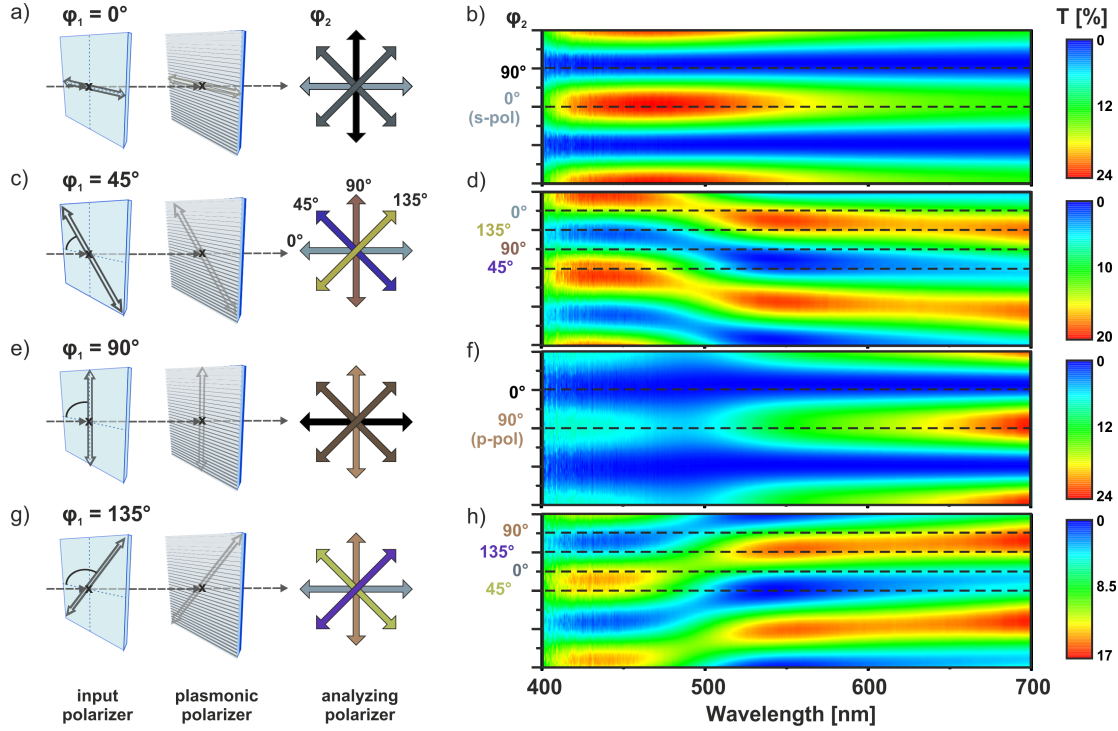 a) φ1 = 0°
φ2
b) φ2
T [%]
90°
0°
(s-pol)
0
12
24
c) φ1 = 45°
0°
45°
90°
135°
d)
0°
135°
90°
45°
0
10
20
e) φ1 = 90°
f)
0°
90°
(p-pol)
0
12
24
g) φ1 = 135°
h)
90°
135°
0°
45°
0
8.5
17
400 500 600 700
Wavelength [nm]
input
polarizer
plasmonic
polarizer
analyzing
polarizer
x
x
x
x
x
x
x
x